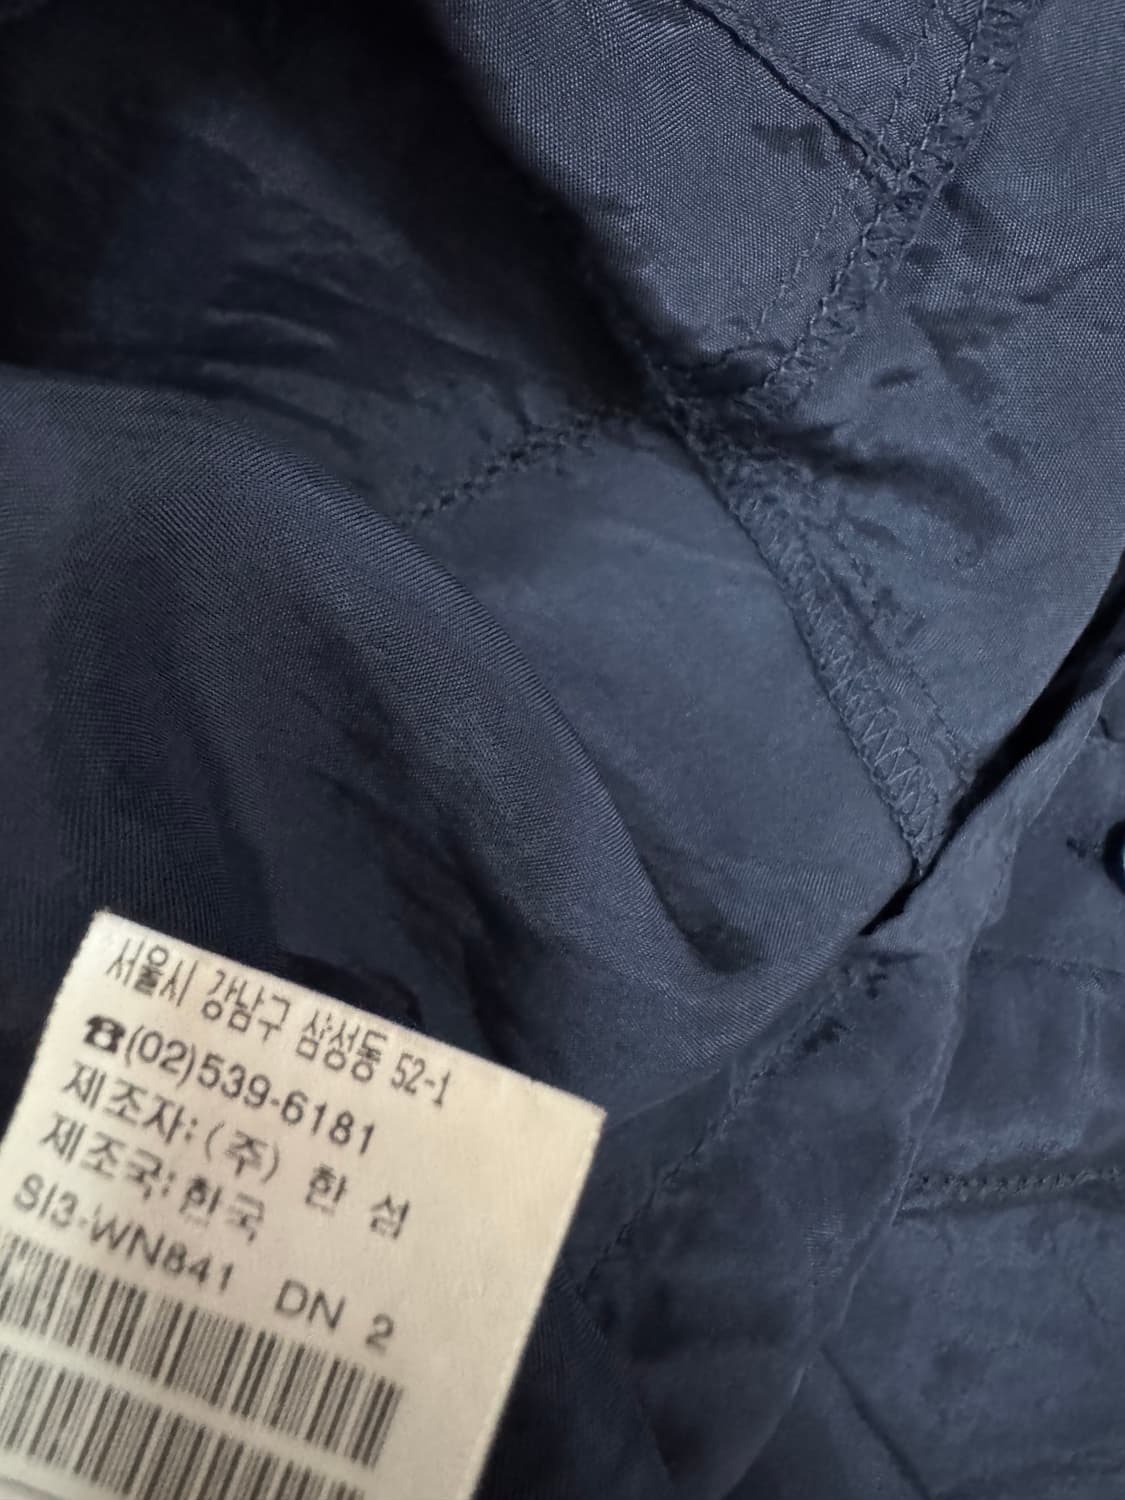 서울시 강남구 삼성동 52-1
☎(02)539-6181
제조자:(주) 한 섬
제조국:한국
SI3-WN841 DN 2